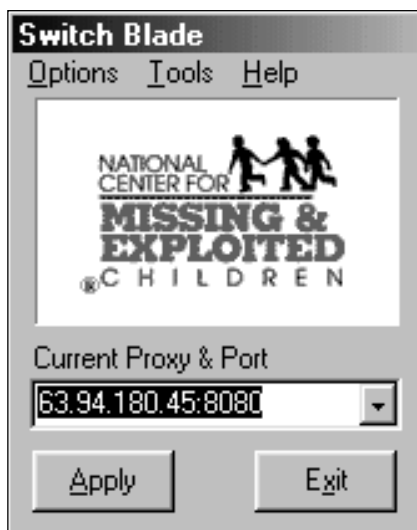 Switch Blade
Options Tools Help
NATIONAL
CENTER FOR
MISSING &
EXPLOITED
®CHILDREN
Current Proxy & Port
63.94.180.45:8080
Apply Exit